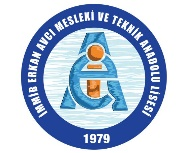 İMMİB ERKAN AVCI MESLEKİ VE TEKNİK ANADOLU LİSESİ
1979